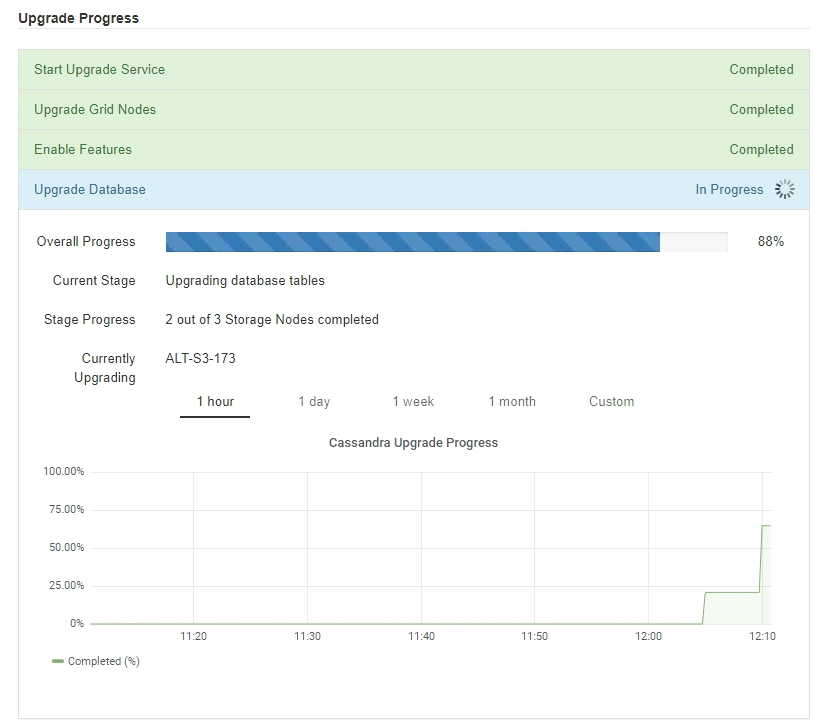 Upgrade Progress
Start Upgrade Service Completed
Upgrade Grid Nodes Completed
Enable Features Completed
Upgrade Database In Progress
Overall Progress 88%
Current Stage Upgrading database tables
Stage Progress 2 out of 3 Storage Nodes completed
Currently Upgrading ALT-S3-173
1 hour 1 day 1 week 1 month Custom
Cassandra Upgrade Progress
100.00%
75.00%
50.00%
25.00%
0%
11:20 11:30 11:40 11:50 12:00 12:10
Completed (%)